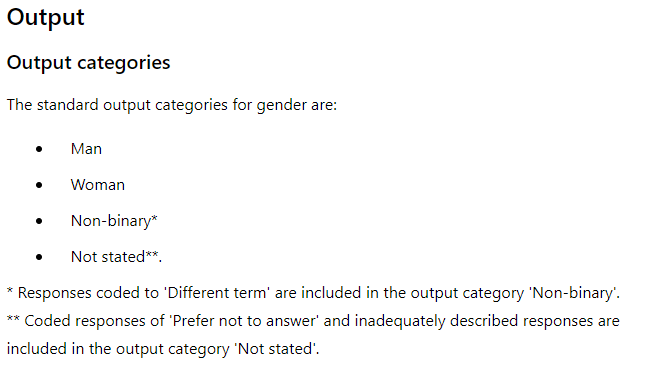 Output
Output categories
The standard output categories for gender are:
• Man
• Woman
• Non-binary*
• Not stated**.
* Responses coded to 'Different term' are included in the output category 'Non-binary'.
** Coded responses of 'Prefer not to answer' and inadequately described responses are
included in the output category 'Not stated'.